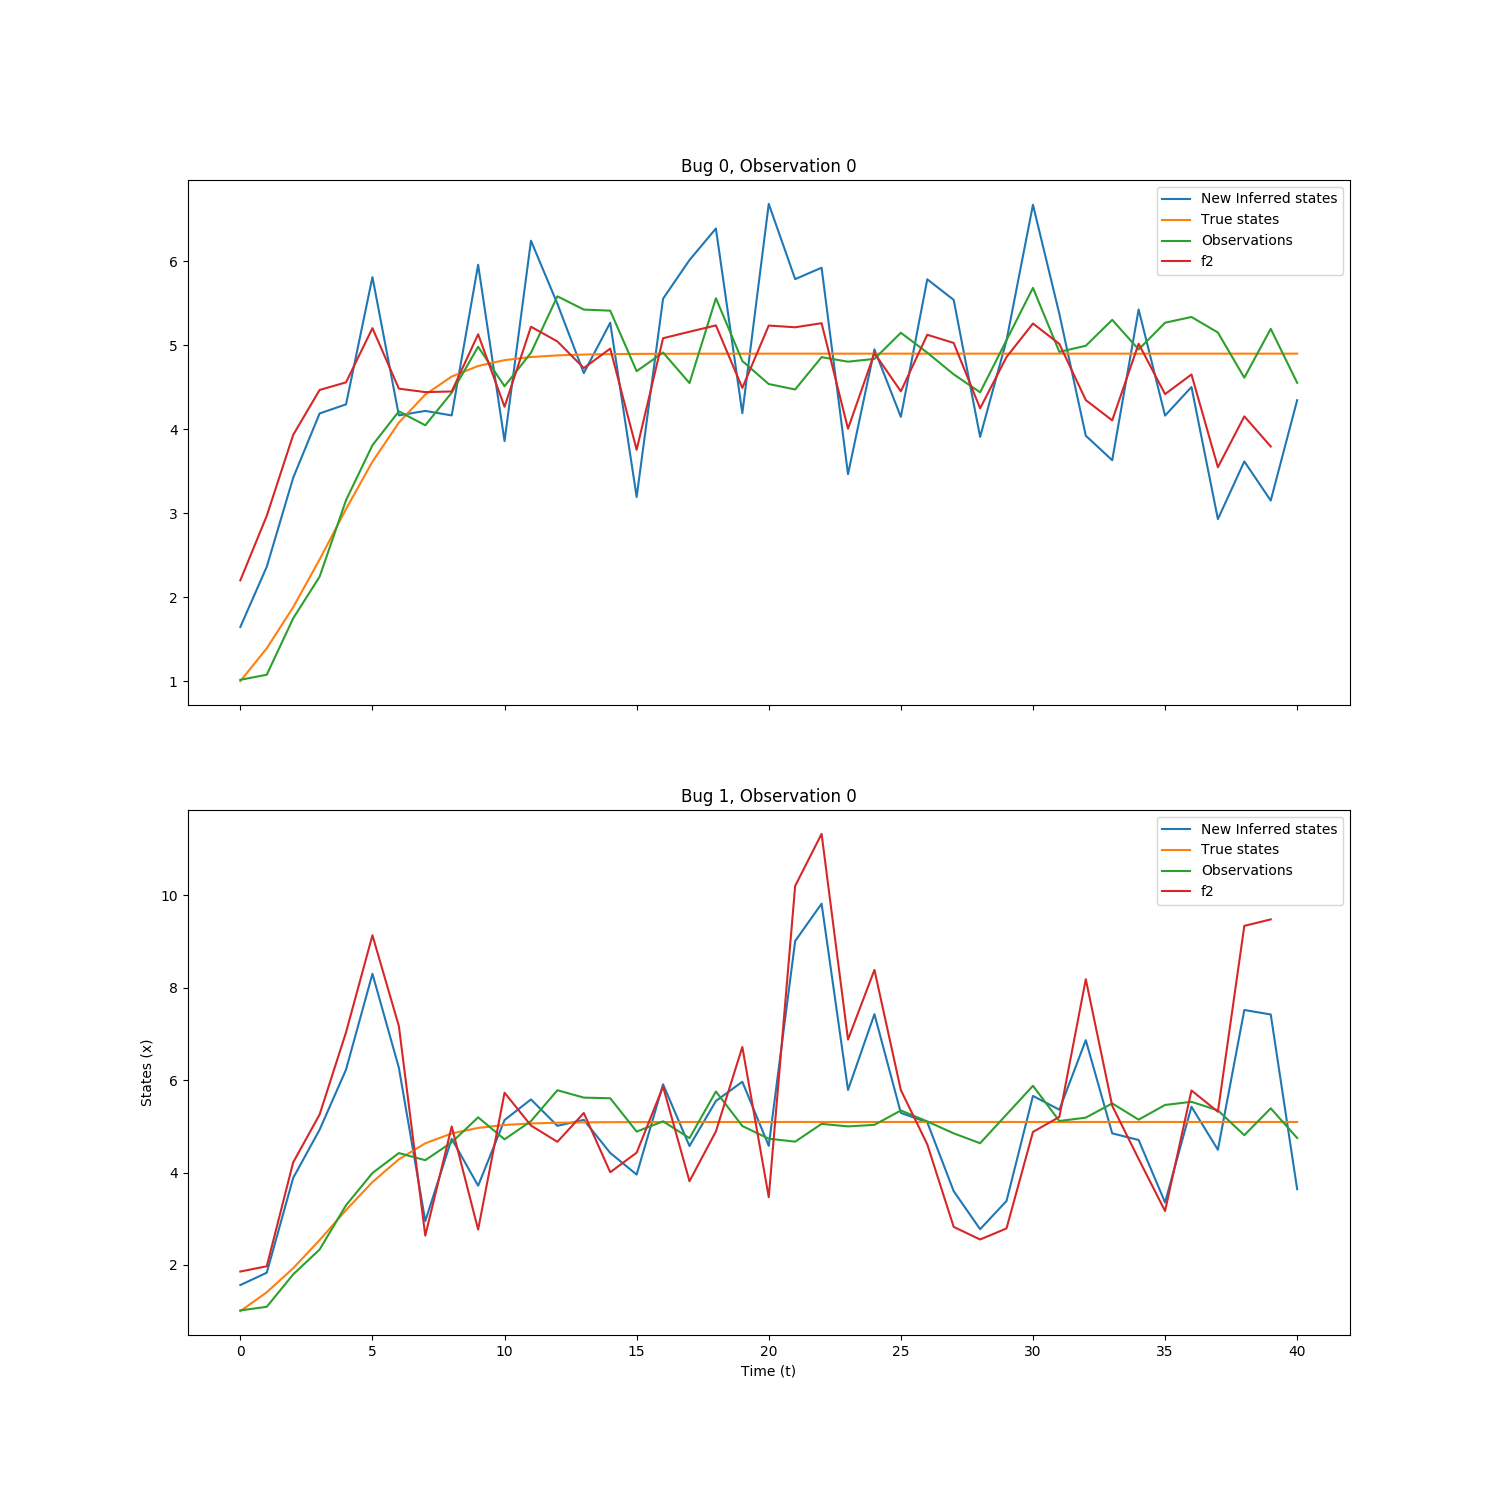 Bug 0, Observation 0
New Inferred states
True states
Observations
f2
6
5
4
3
2
1
Bug 1, Observation 0
New Inferred states
True states
Observations
f2
10
8
6
4
2
States (x)
0 5 10 15 20 25 30 35 40
Time (t)